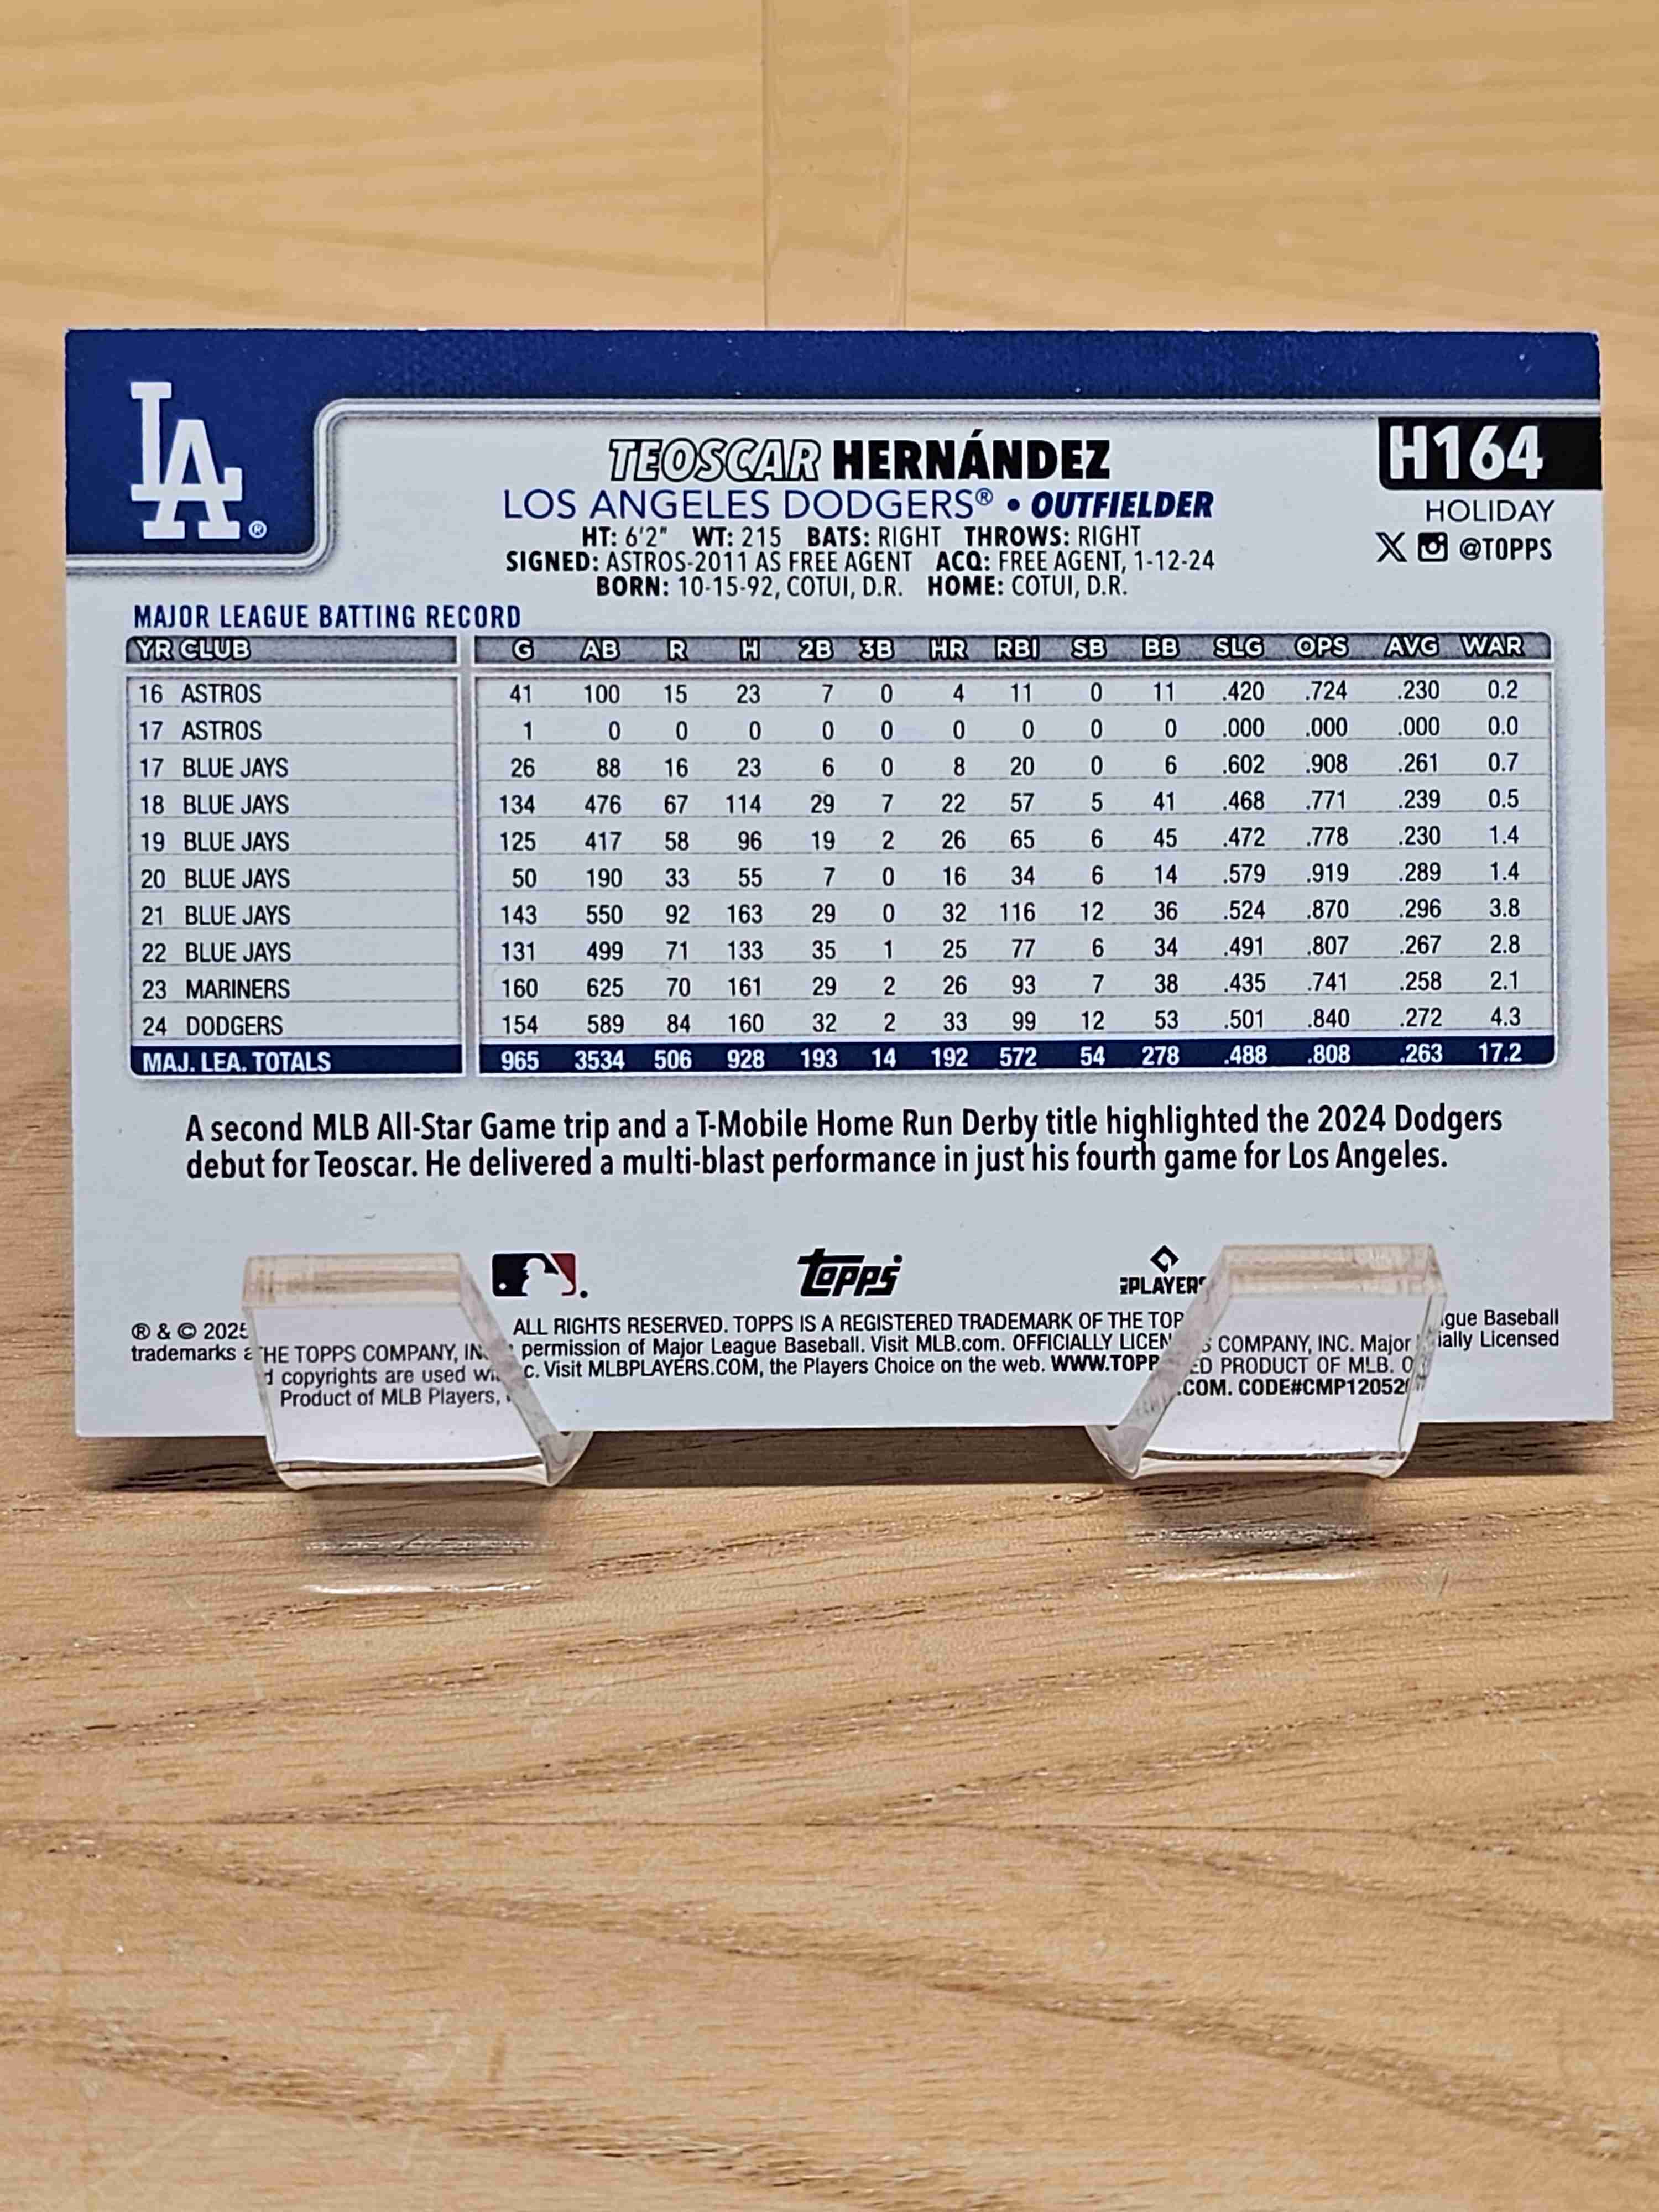 LA®
TEOSCAR HERNÁNDEZ
H164
LOS ANGELES DODGERS® • OUTFIELDER
HOLIDAY
HT: 6'2" WT: 215 BATS: RIGHT THROWS: RIGHT
X @TOPPS
SIGNED: ASTROS-2011 AS FREE AGENT ACQ: FREE AGENT, 1-12-24
BORN: 10-15-92, COTUI, D.R. HOME: COTUI, D.R.
MAJOR LEAGUE BATTING RECORD
YR CLUB G AB R H 2B 3B HR RBI SB BB SLG OPS AVG WAR
16 ASTROS 41 100 15 23 7 0 4 11 0 11 .420 .724 .230 0.2
17 ASTROS 1 0 0 0 0 0 0 0 0 0 .000 .000 .000 0.0
17 BLUE JAYS 26 88 16 23 6 0 8 20 0 6 .602 .908 .261 0.7
18 BLUE JAYS 134 476 67 114 29 7 22 57 5 41 .468 .771 .239 0.5
19 BLUE JAYS 125 417 58 96 19 2 26 65 6 45 .472 .778 .230 1.4
20 BLUE JAYS 50 190 33 55 7 0 16 34 6 14 .579 .919 .289 1.4
21 BLUE JAYS 143 550 92 163 29 0 32 116 12 36 .524 .870 .296 3.8
22 BLUE JAYS 131 499 71 133 35 1 25 77 6 34 .491 .807 .267 2.8
23 MARINERS 160 625 70 161 29 2 26 93 7 38 .435 .741 .258 2.1
24 DODGERS 154 589 84 160 32 2 33 99 12 53 .501 .840 .272 4.3
MAJ. LEA. TOTALS 965 3534 506 928 193 14 192 572 54 278 .488 .808 .263 17.2
A second MLB All-Star Game trip and a T-Mobile Home Run Derby title highlighted the 2024 Dodgers
debut for Teoscar. He delivered a multi-blast performance in just his fourth game for Los Angeles.
Topps
® & © 2025 THE TOPPS COMPANY, ALL RIGHTS RESERVED. TOPPS IS A REGISTERED TRADEMARK OF THE COMPANY, INC. Major Baseball
trademarks copyrights are used permission of Major League Baseball. Visit MLB.com. OFFICIALLY PRODUCT OF MLB. Licensed
Product of MLB Players, Visit MLBPLAYERS.COM, the Players Choice on the web. WWW.TOPP .COM. CODE#CMP12052